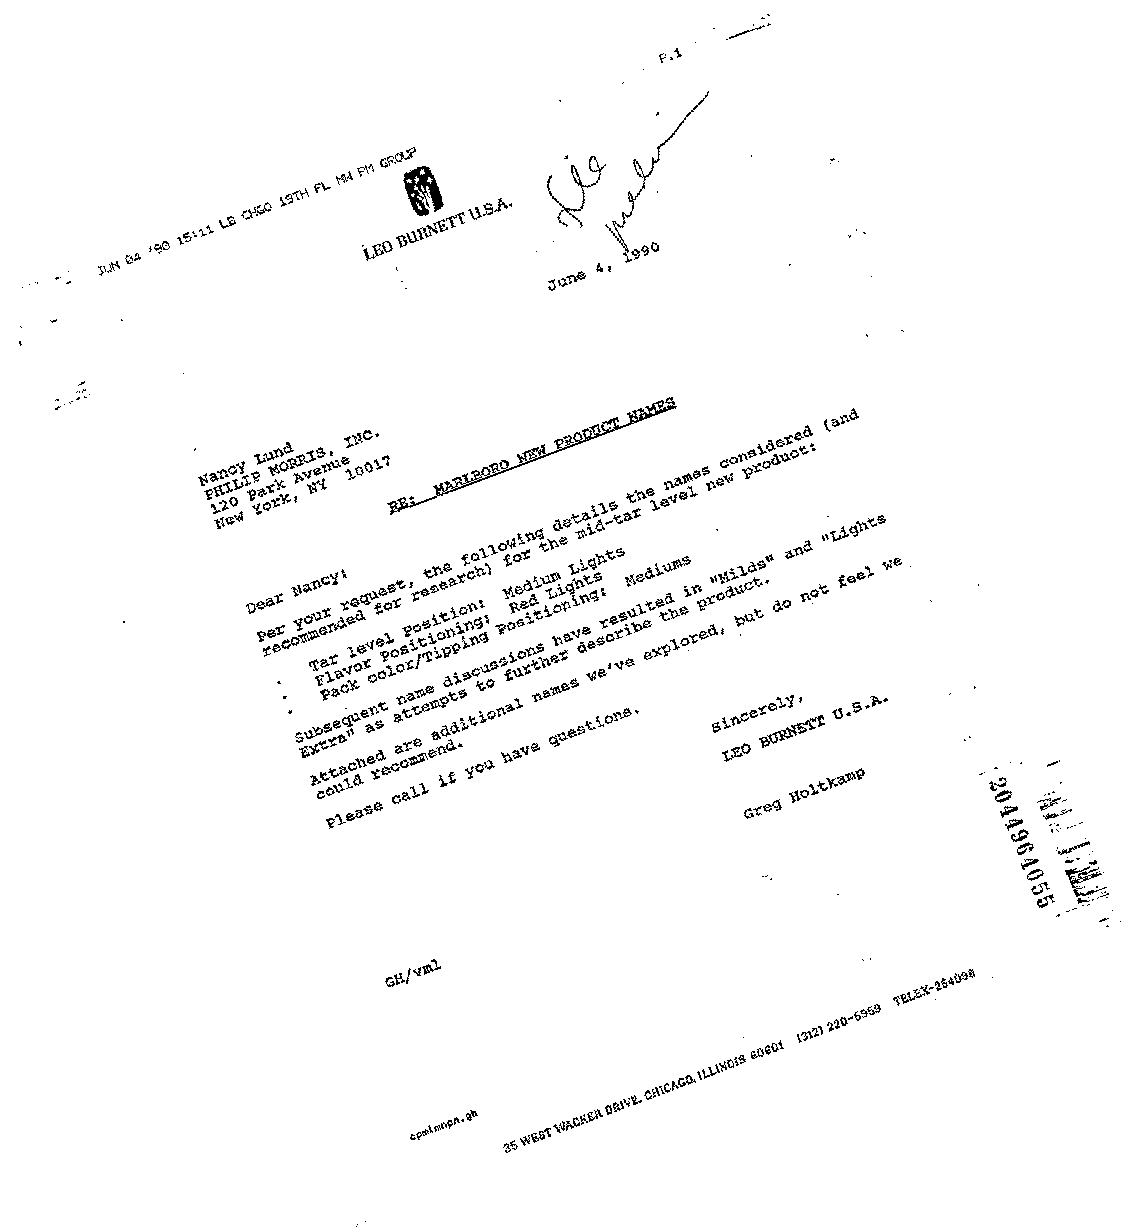 P.1
JUN 04 '90 15:11 LB CHGO 19TH FL MW PM GROUP
LEO BURNETT U.S.A.
June 4, 1990
Nancy Lund
PHILIP MORRIS, INC.
120 Park Avenue
New York, NY 10017
RE: MARLBORO NEW PRODUCT NAMES
Dear Nancy:
Per your request, the following details the names considered (and
recommended for research) for the mid-tar level new product:
. Tar level Position: Medium Lights
. Flavor Positioning: Red Lights
. Pack color/Tipping Positioning: Mediums
Subsequent name discussions have resulted in "Milds" and "Lights
Extra" as attempts to further describe the product.
Attached are additional names we've explored, but do not feel we
could recommend.
Please call if you have questions.
Sincerely,
LEO BURNETT U.S.A.
Greg Holtkamp
2044964055
GH/vml
35 WEST WACKER DRIVE, CHICAGO, ILLINOIS 60601 (312) 220-5959